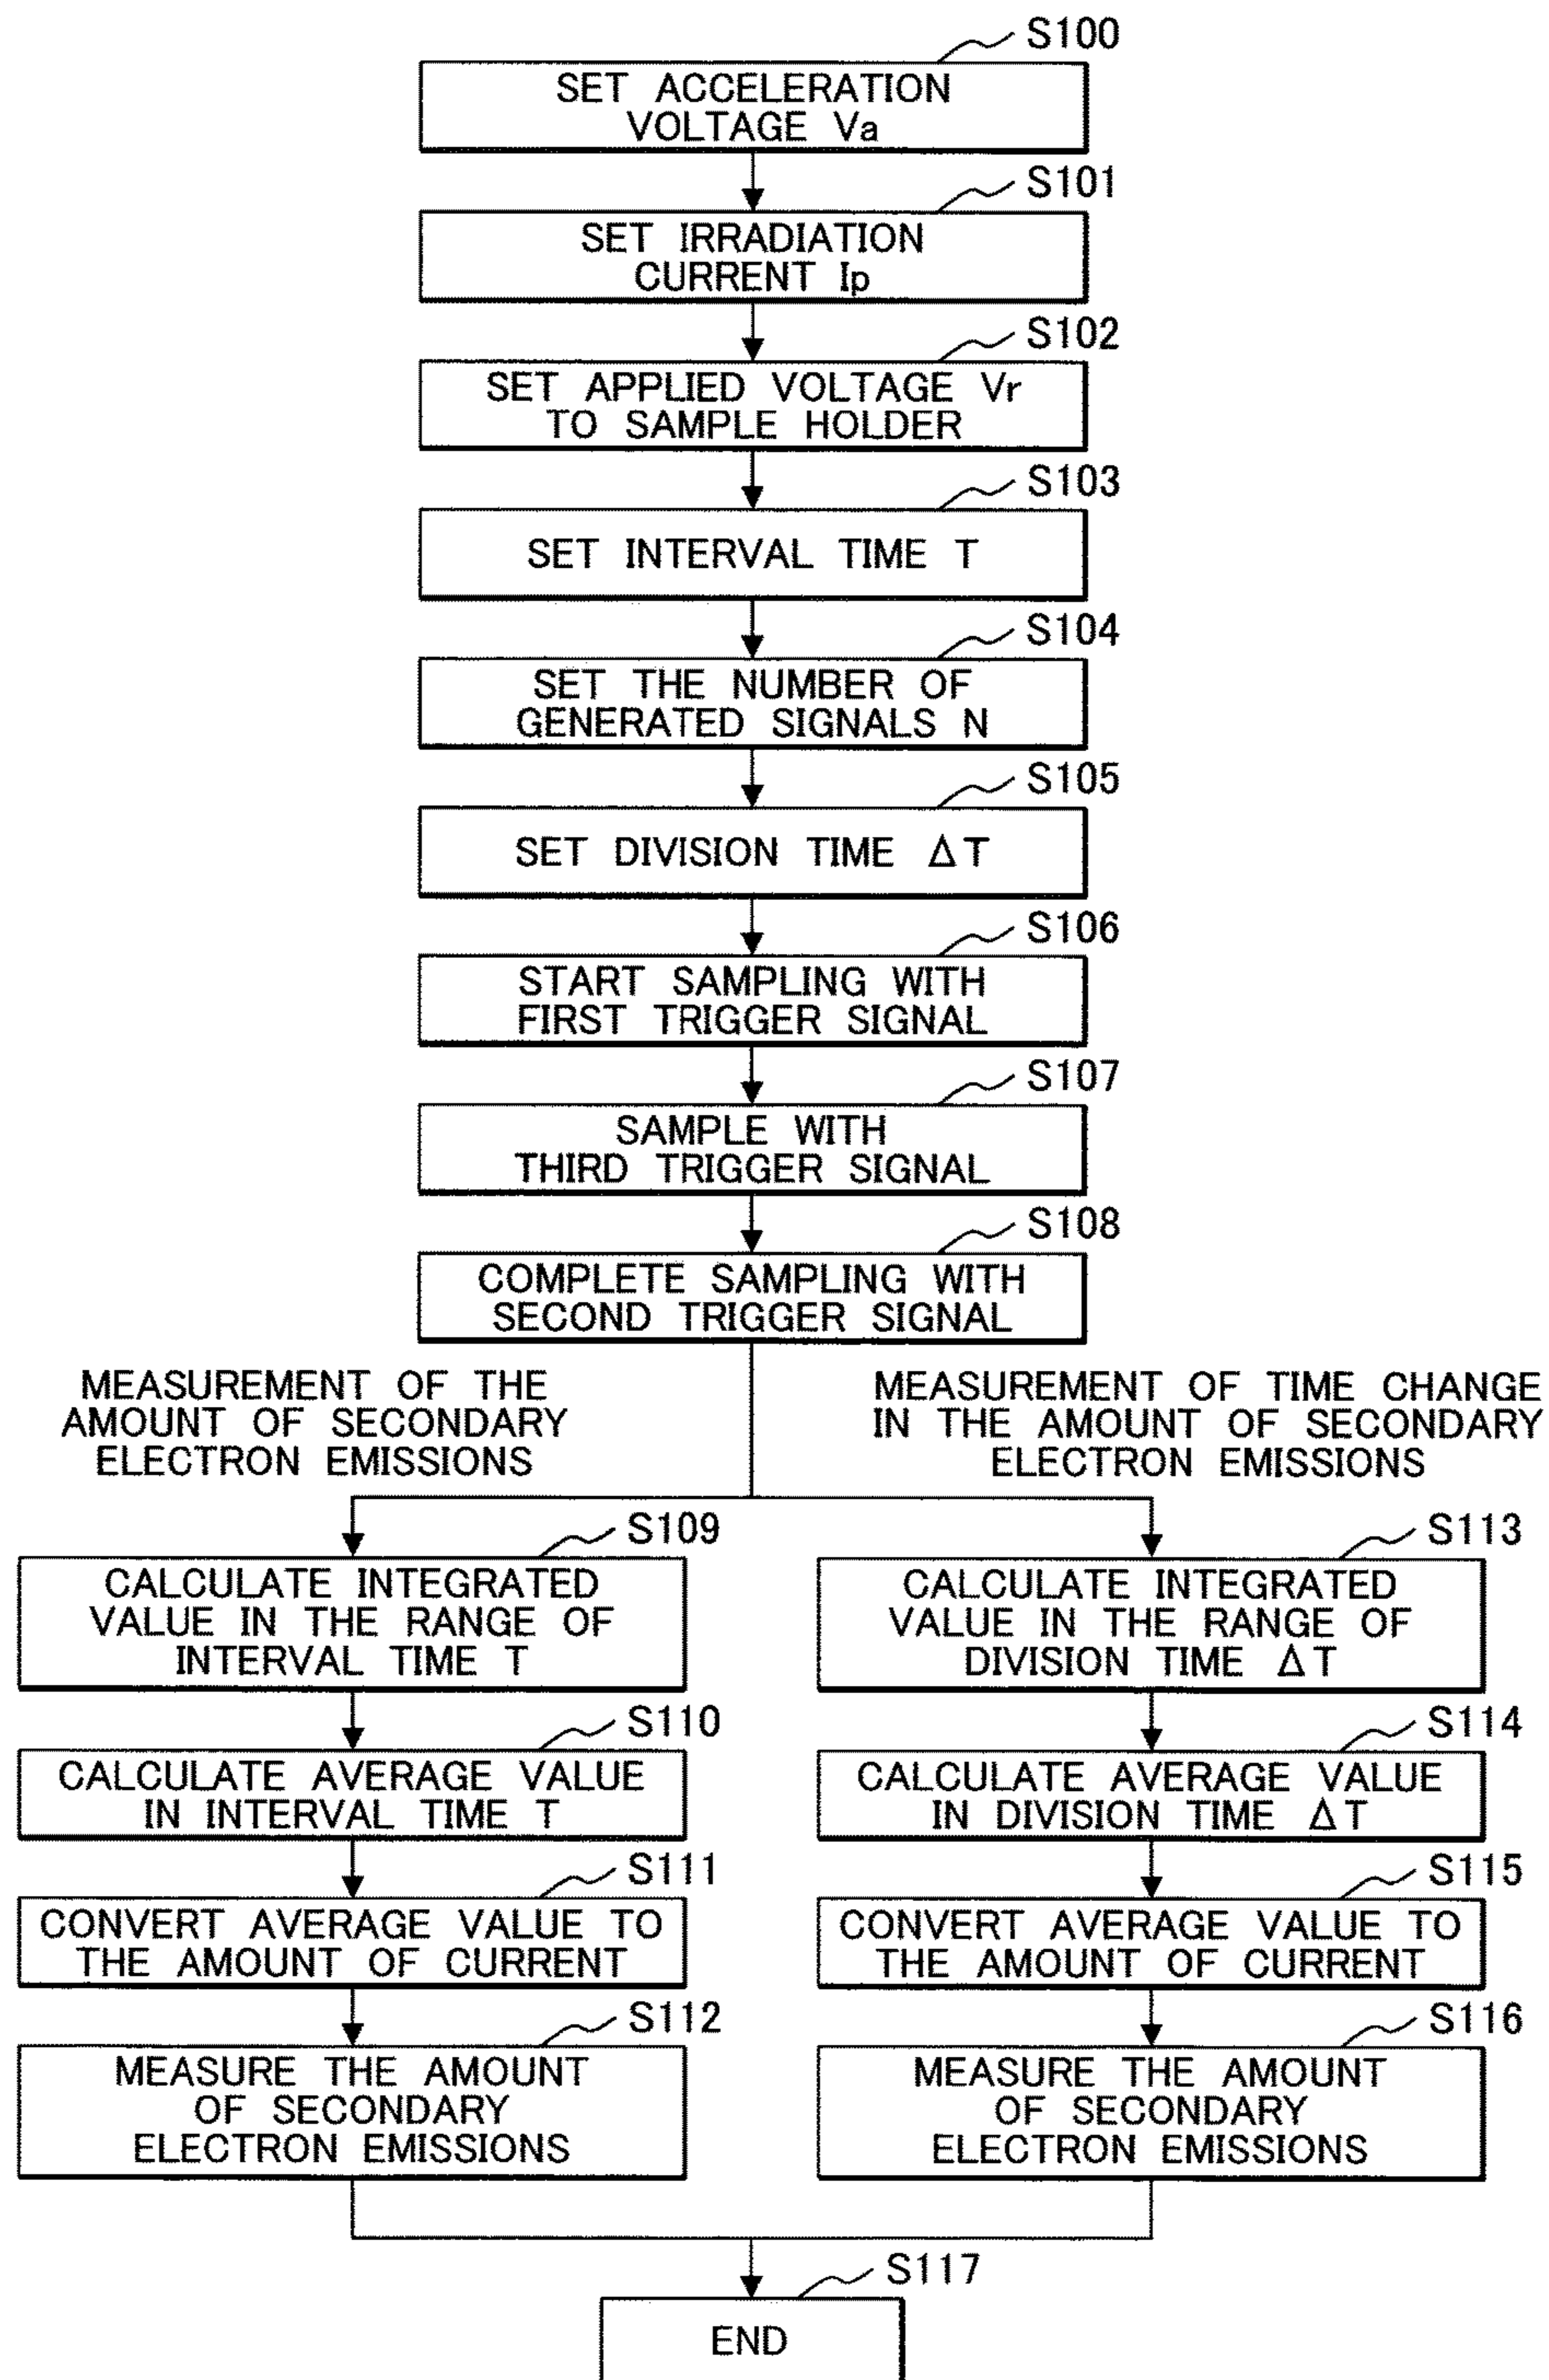 S100
SET ACCELERATION
VOLTAGE Va
S101
SET IRRADIATION
CURRENT Ip
S102
SET APPLIED VOLTAGE Vr
TO SAMPLE HOLDER
S103
SET INTERVAL TIME T
S104
SET THE NUMBER OF
GENERATED SIGNALS N
S105
SET DIVISION TIME ΔT
S106
START SAMPLING WITH
FIRST TRIGGER SIGNAL
S107
SAMPLE WITH
THIRD TRIGGER SIGNAL
S108
COMPLETE SAMPLING WITH
SECOND TRIGGER SIGNAL
MEASUREMENT OF THE
AMOUNT OF SECONDARY
ELECTRON EMISSIONS
S109
CALCULATE INTEGRATED
VALUE IN THE RANGE OF
INTERVAL TIME T
S110
CALCULATE AVERAGE VALUE
IN INTERVAL TIME T
S111
CONVERT AVERAGE VALUE TO
THE AMOUNT OF CURRENT
S112
MEASURE THE AMOUNT
OF SECONDARY
ELECTRON EMISSIONS
MEASUREMENT OF TIME CHANGE
IN THE AMOUNT OF SECONDARY
ELECTRON EMISSIONS
S113
CALCULATE INTEGRATED
VALUE IN THE RANGE OF
DIVISION TIME ΔT
S114
CALCULATE AVERAGE VALUE
IN DIVISION TIME ΔT
S115
CONVERT AVERAGE VALUE TO
THE AMOUNT OF CURRENT
S116
MEASURE THE AMOUNT
OF SECONDARY
ELECTRON EMISSIONS
S117
END